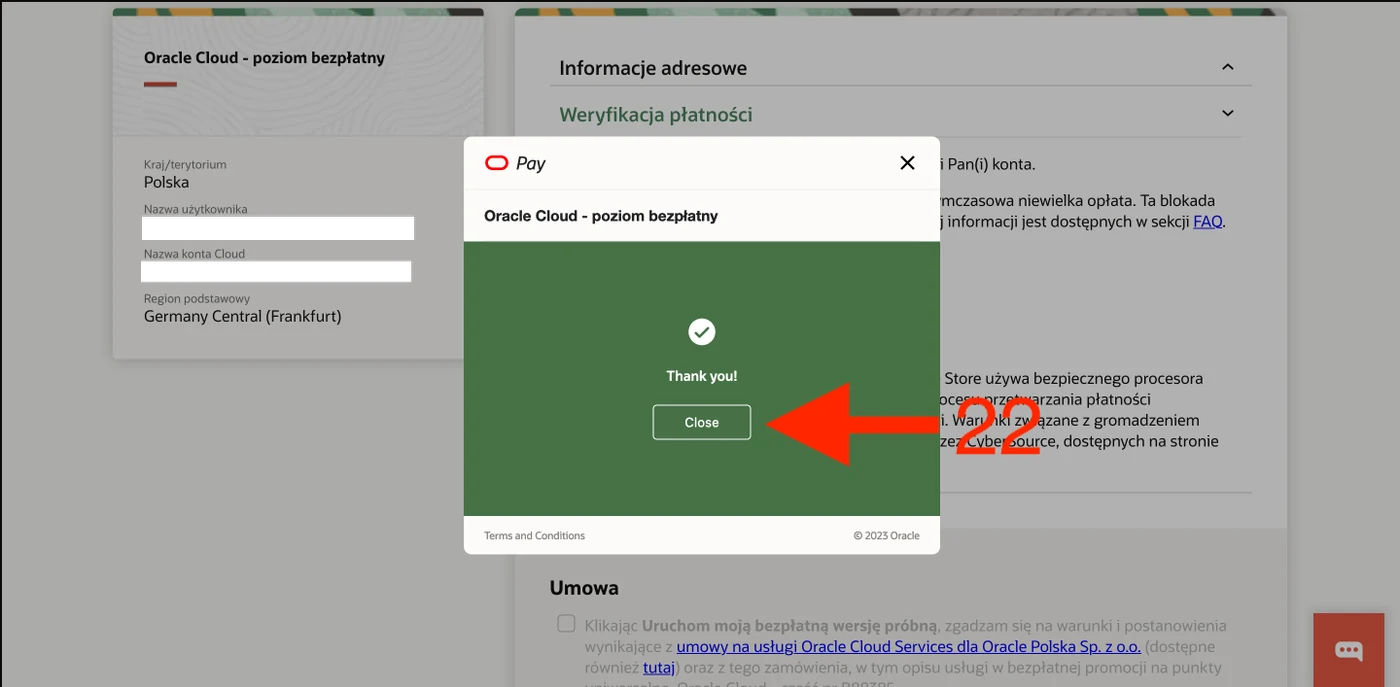 Oracle Cloud - poziom bezpłatny
Kraj/terytorium
Polska
Nazwa użytkownika
Nazwa konta Cloud
Region podstawowy
Germany Central (Frankfurt)
Informacje adresowe
Weryfikacja płatności
i Pan(i) konta.
niewielka opłata. Ta blokada
informacji jest dostępnych w sekcji FAQ.
Store używa bezpiecznego procesora
przetwarzania płatności
Warunki związane z gromadzeniem
CyberSource, dostępnych na stronie
Pay
Oracle Cloud - poziom bezpłatny
Thank you!
Close
22
Terms and Conditions
© 2023 Oracle
Umowa
Klikając Uruchom moją bezpłatną wersję próbną, zgadzam się na warunki i postanowienia
wynikające z umowy na usługi Oracle Cloud Services dla Oracle Polska Sp. z o.o. (dostępne
również tutaj) oraz z tego zamówienia, w tym opisu usługi w bezpłatnej promocji na punkty